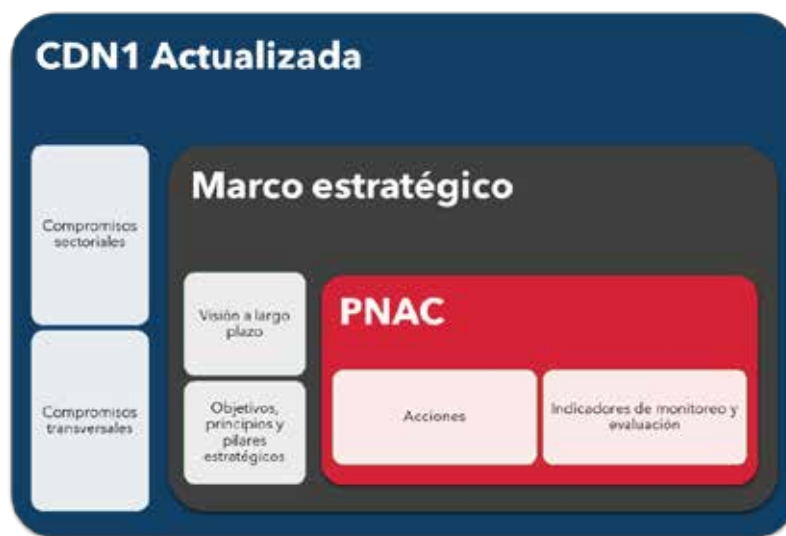 CDN1 Actualizada
Marco estratégico
Compromisos
sectoriales
Visión a largo
plazo
PNAC
Compromisos
transversales
Objetivos,
principios y
pilares
estratégicos
Acciones
Indicadores de monitoreo y
evaluación